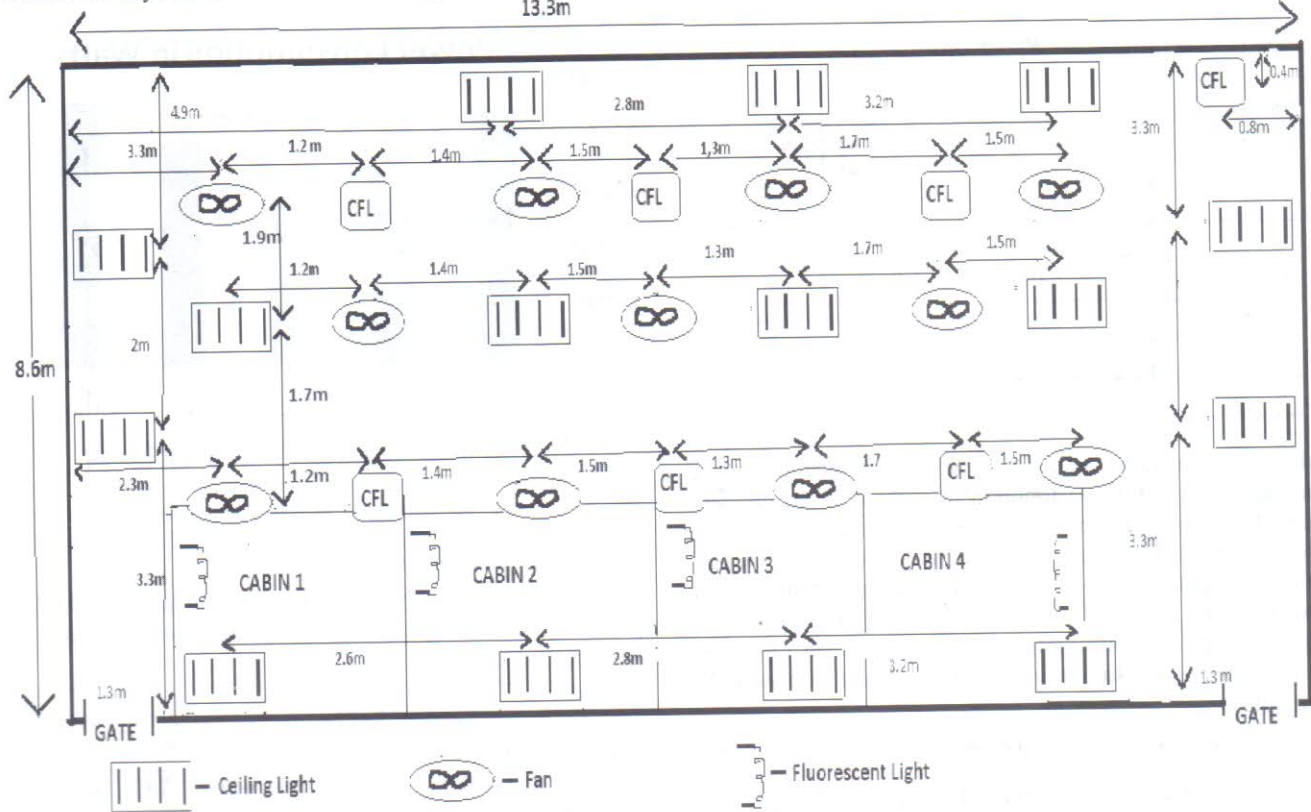 13.3m
CFL
0.4m
4.9m
2.8m
3.2m
3.3m
0.8m
3.3m
1.2m
1.4m
1.5m
1,3m
1.7m
1.5m
CFL
CFL
CFL
1.9m
1.2m
1.4m
1.5m
1.3m
1.7m
1.5m
2m
8.6m
1.7m
2.3m
1.2m
1.4m
1.5m
1.3m
1.7
1.5m
CFL
CFL
CFL
3.3m
3.3m
CABIN 1
CABIN 2
CABIN 3
CABIN 4
2.6m
2.8m
3.2m
1.3m
1.3m
GATE
GATE
– Ceiling Light
– Fan
– Fluorescent Light